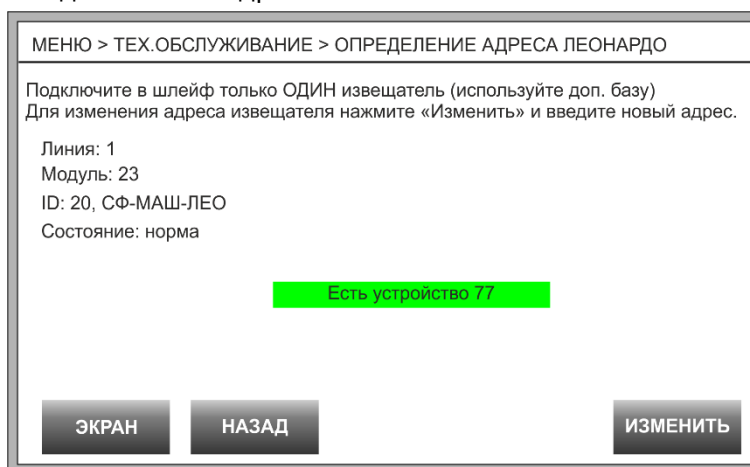 МЕНЮ > ТЕХ.ОБСЛУЖИВАНИЕ > ОПРЕДЕЛЕНИЕ АДРЕСА ЛЕОНАРДО
Подключите в шлейф только ОДИН извещатель (используйте доп. базу)
Для изменения адреса извещателя нажмите «Изменить» и введите новый адрес.
Линия: 1
Модуль: 23
ID: 20, СФ-МАШ-ЛЕО
Состояние: норма
Есть устройство 77
ЭКРАН НАЗАД ИЗМЕНИТЬ